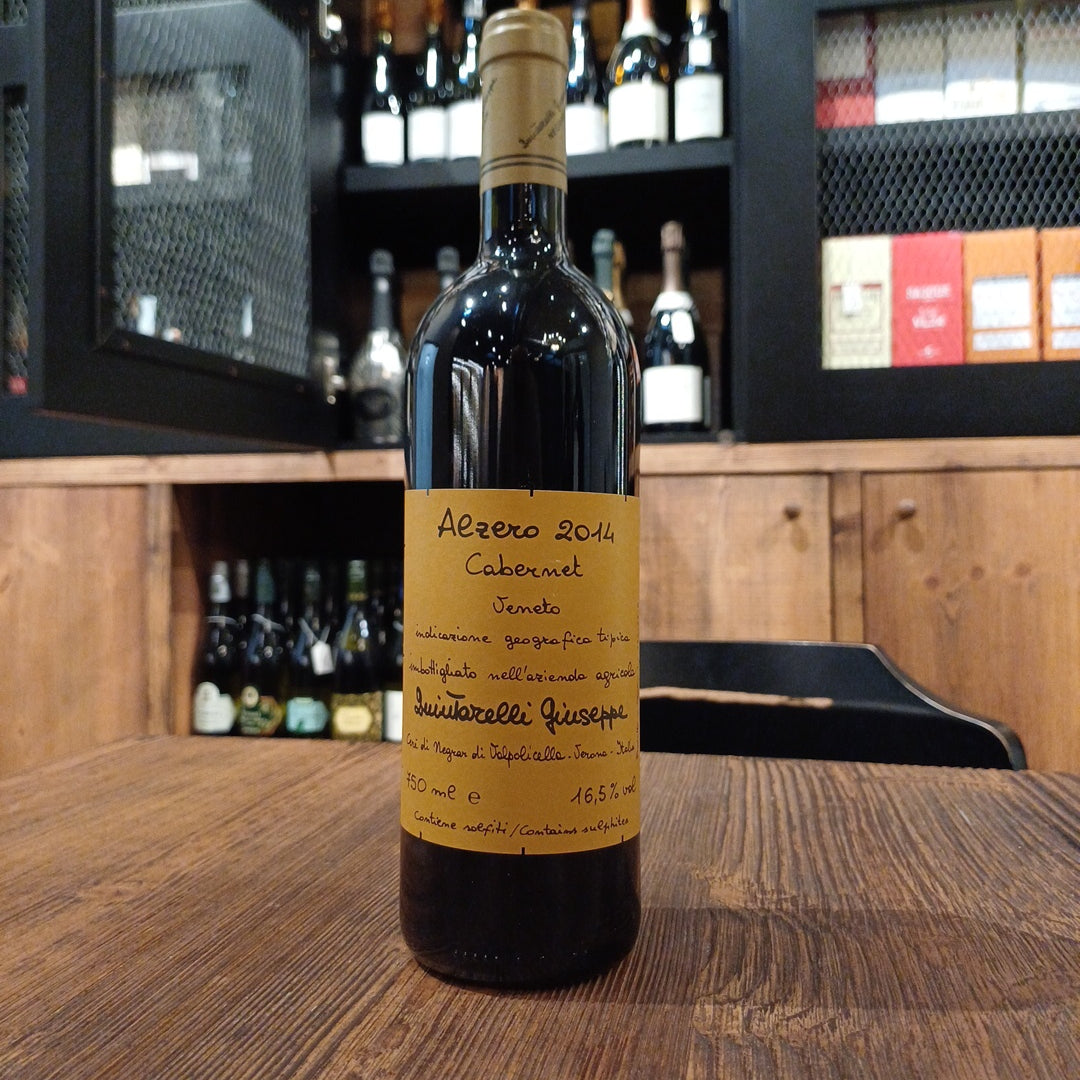 Alzero 2014
Cabernet
Veneto
indicazione geografica tipica
imbottigliato nell'azienda agricola
Quintarelli Giuseppe
Cerè di Negrar di Valpolicella - Verona - Italia
750 ml e 16,5% vol
Contiene solfiti / Contains sulphites